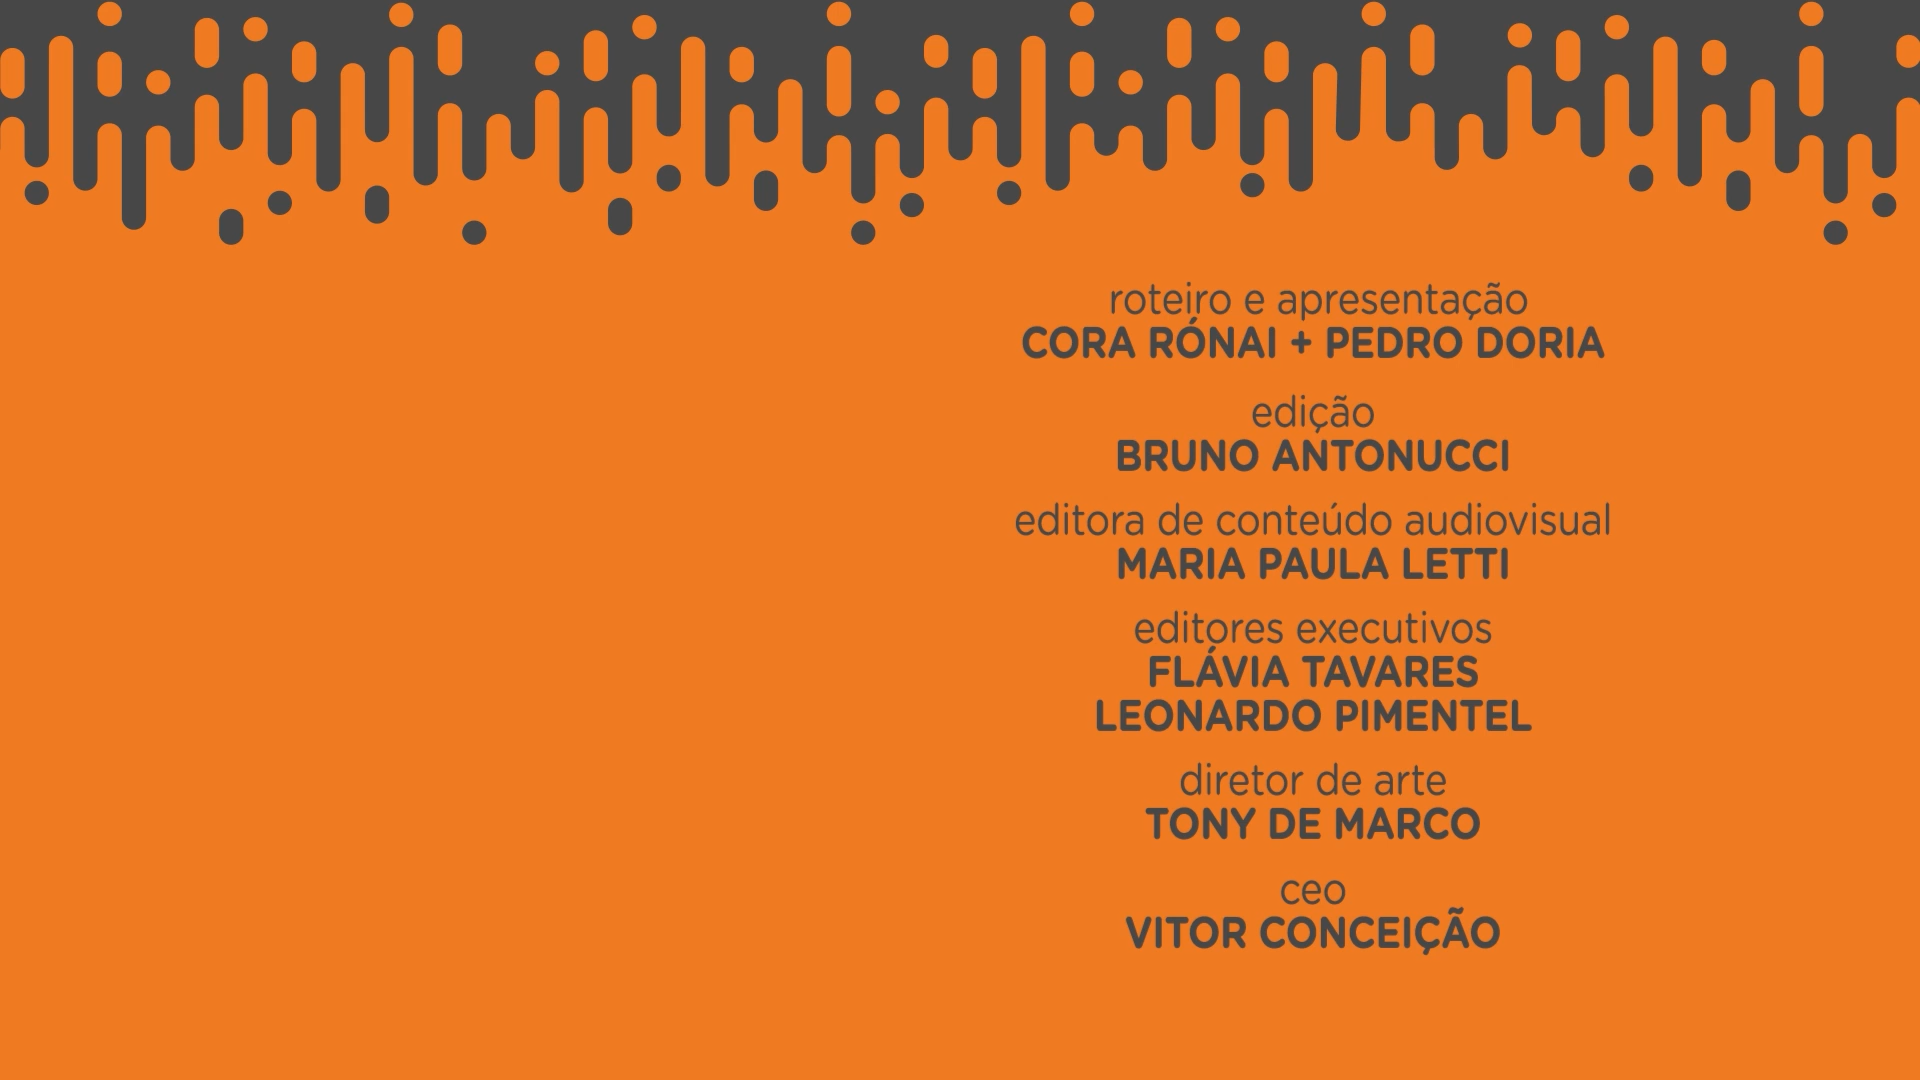 roteiro e apresentação
CORA RÓNAI + PEDRO DORIA
edição
BRUNO ANTONUCCI
editora de conteúdo audiovisual
MARIA PAULA LETTI
editores executivos
FLÁVIA TAVARES
LEONARDO PIMENTEL
diretor de arte
TONY DE MARCO
ceo
VITOR CONCEIÇÃO